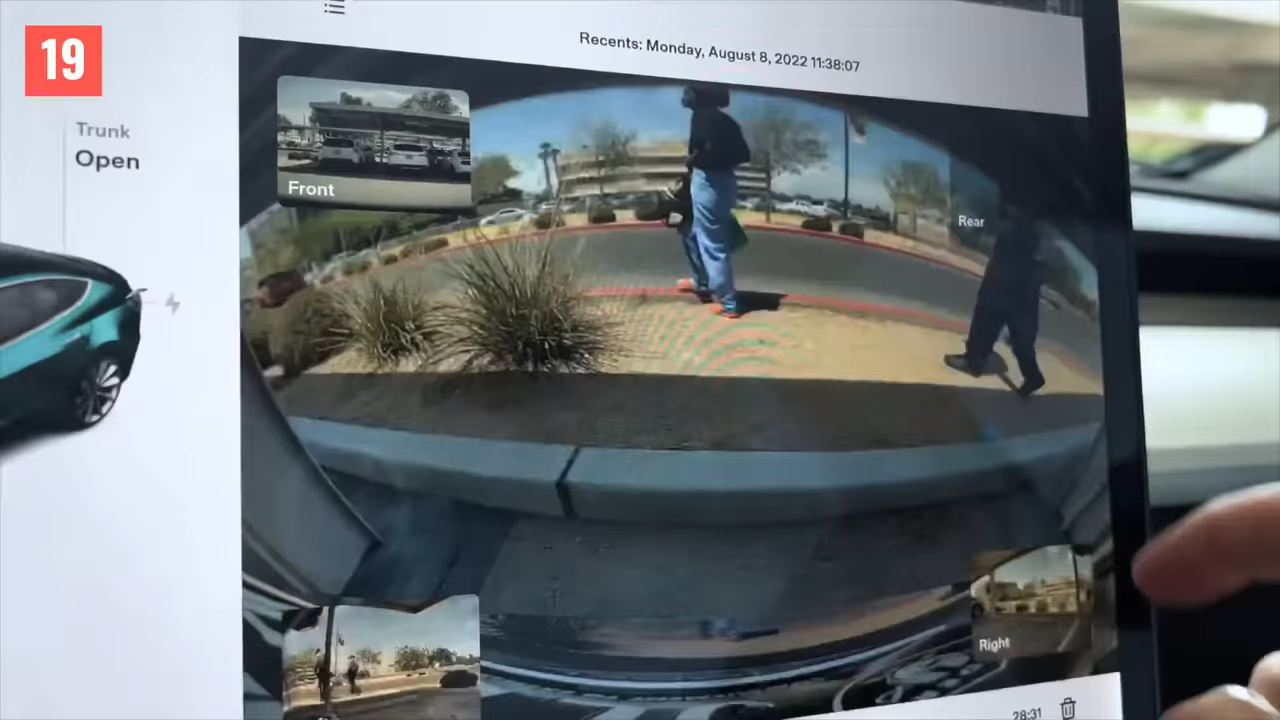 19
Recents: Monday, August 8, 2022 11:38:07
Trunk
Open
Front
Rear
Right
28:31